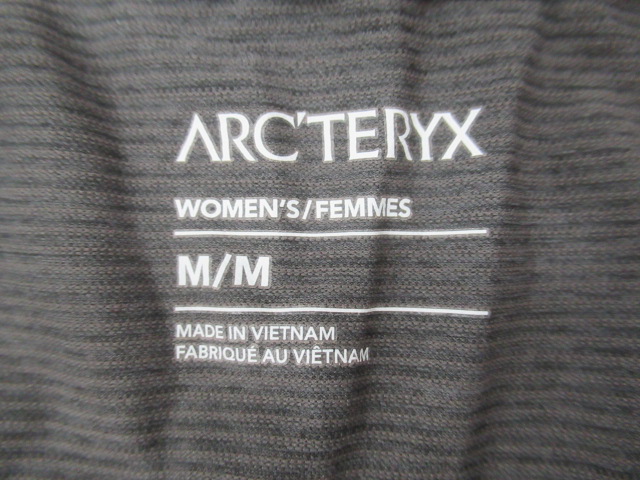 ARC'TERYX
WOMEN'S/FEMMES
M/M
MADE IN VIETNAM
FABRIQUÉ AU VIÊTNAM